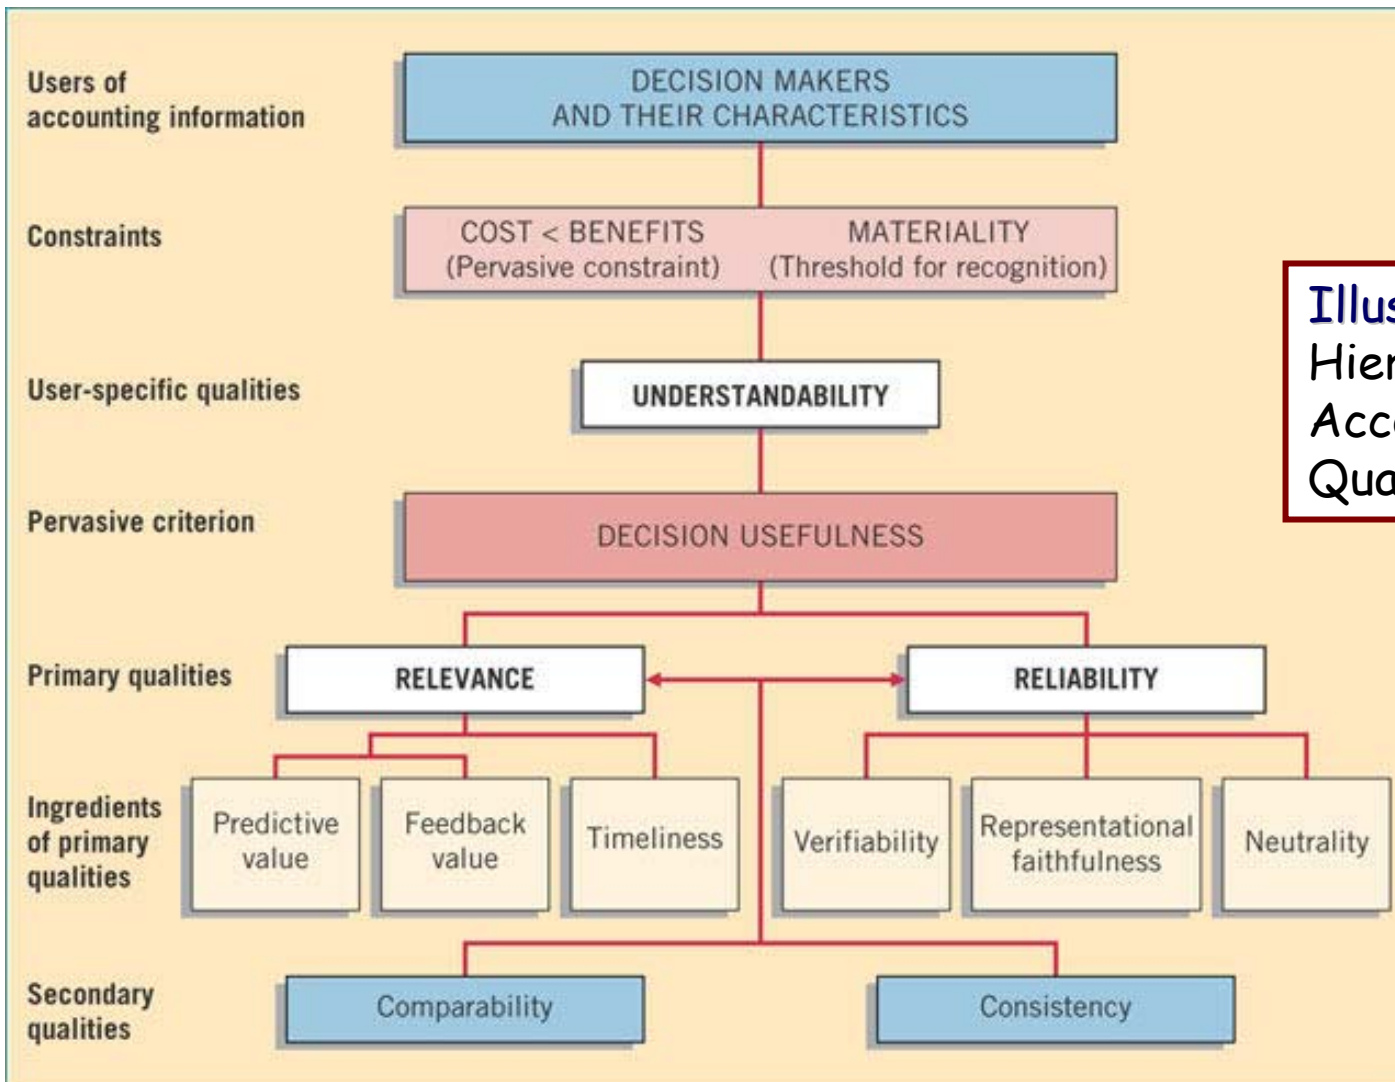 Users of
accounting information
DECISION MAKERS
AND THEIR CHARACTERISTICS
Constraints
COST < BENEFITS
(Pervasive constraint)
MATERIALITY
(Threshold for recognition)
User-specific qualities
UNDERSTANDABILITY
Pervasive criterion
DECISION USEFULNESS
Primary qualities
RELEVANCE
RELIABILITY
Ingredients
of primary
qualities
Predictive
value
Feedback
value
Timeliness
Verifiability
Representational
faithfulness
Neutrality
Secondary
qualities
Comparability
Consistency